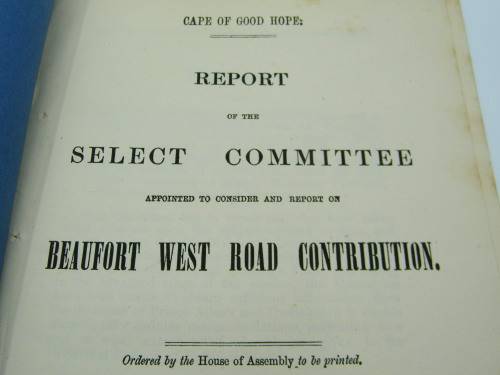 CAPE OF GOOD HOPE;
REPORT
OF THE
SELECT COMMITTEE
APPOINTED TO CONSIDER AND REPORT ON
BEAUFORT WEST ROAD CONTRIBUTION.
Ordered by the House of Assembly to be printed.